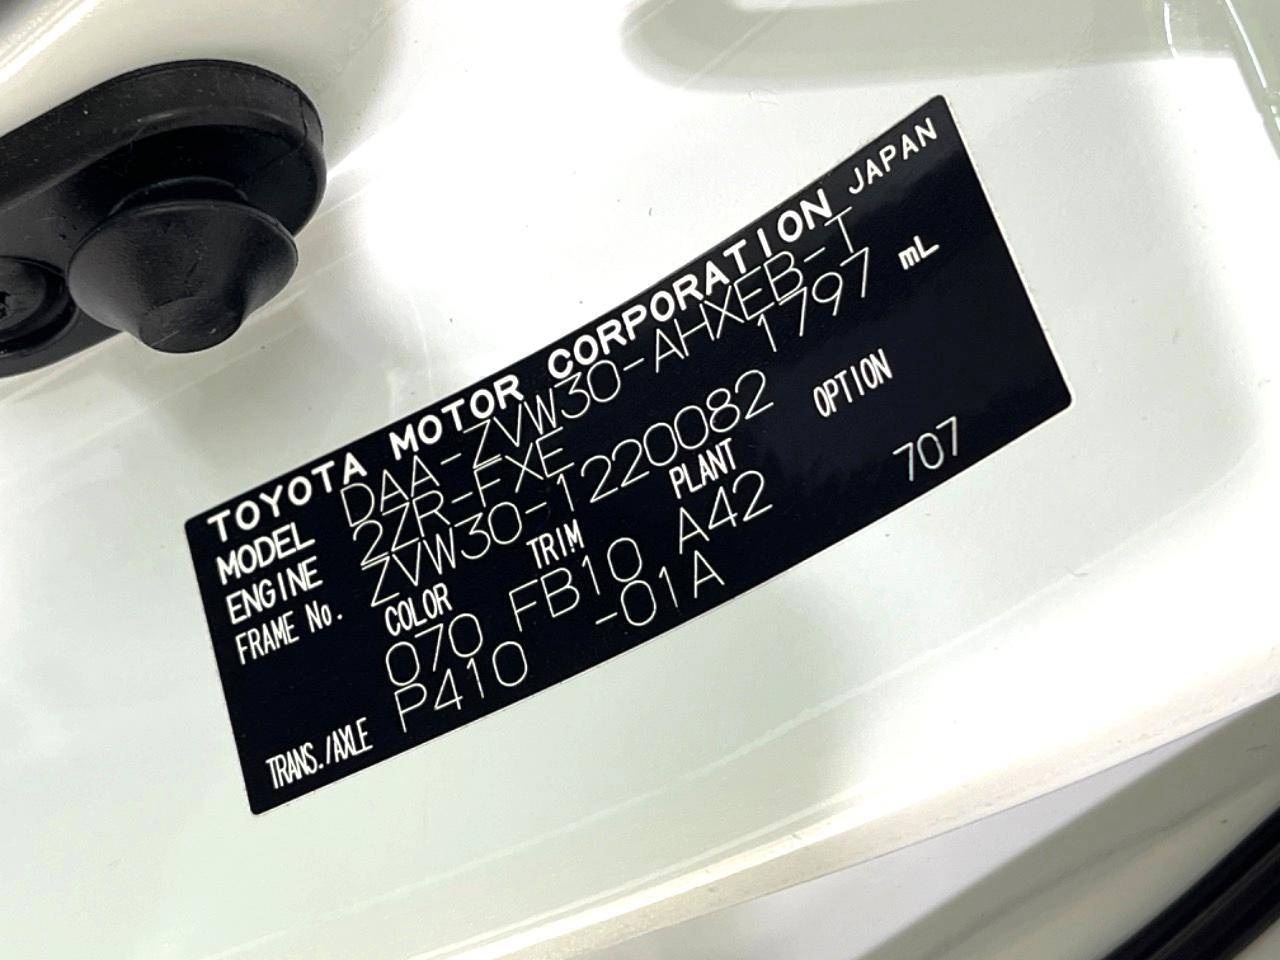 TOYOTA MOTOR CORPORATION JAPAN
MODEL DAA-ZVW30-AHXEB-T
ENGINE 2ZR-FXE 1797 mL
FRAME No. ZVW30-1220082
COLOR TRIM PLANT OPTION
070 FB10 A42 707
TRANS./AXLE P410 -01A